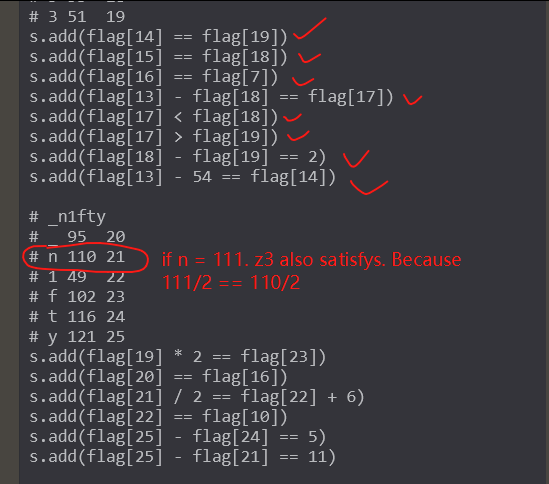 # 3 51 19
s.add(flag[14] == flag[19])
s.add(flag[15] == flag[18])
s.add(flag[16] == flag[7])
s.add(flag[13] - flag[18] == flag[17])
s.add(flag[17] < flag[18])
s.add(flag[17] > flag[19])
s.add(flag[18] - flag[19] == 2)
s.add(flag[13] - 54 == flag[14])
# _n1fty
# _ 95 20
# n 110 21
if n = 111. z3 also satisfys. Because
# 1 49 22
111/2 == 110/2
# f 102 23
# t 116 24
# y 121 25
s.add(flag[19] * 2 == flag[23])
s.add(flag[20] == flag[16])
s.add(flag[21] / 2 == flag[22] + 6)
s.add(flag[22] == flag[10])
s.add(flag[25] - flag[24] == 5)
s.add(flag[25] - flag[21] == 11)